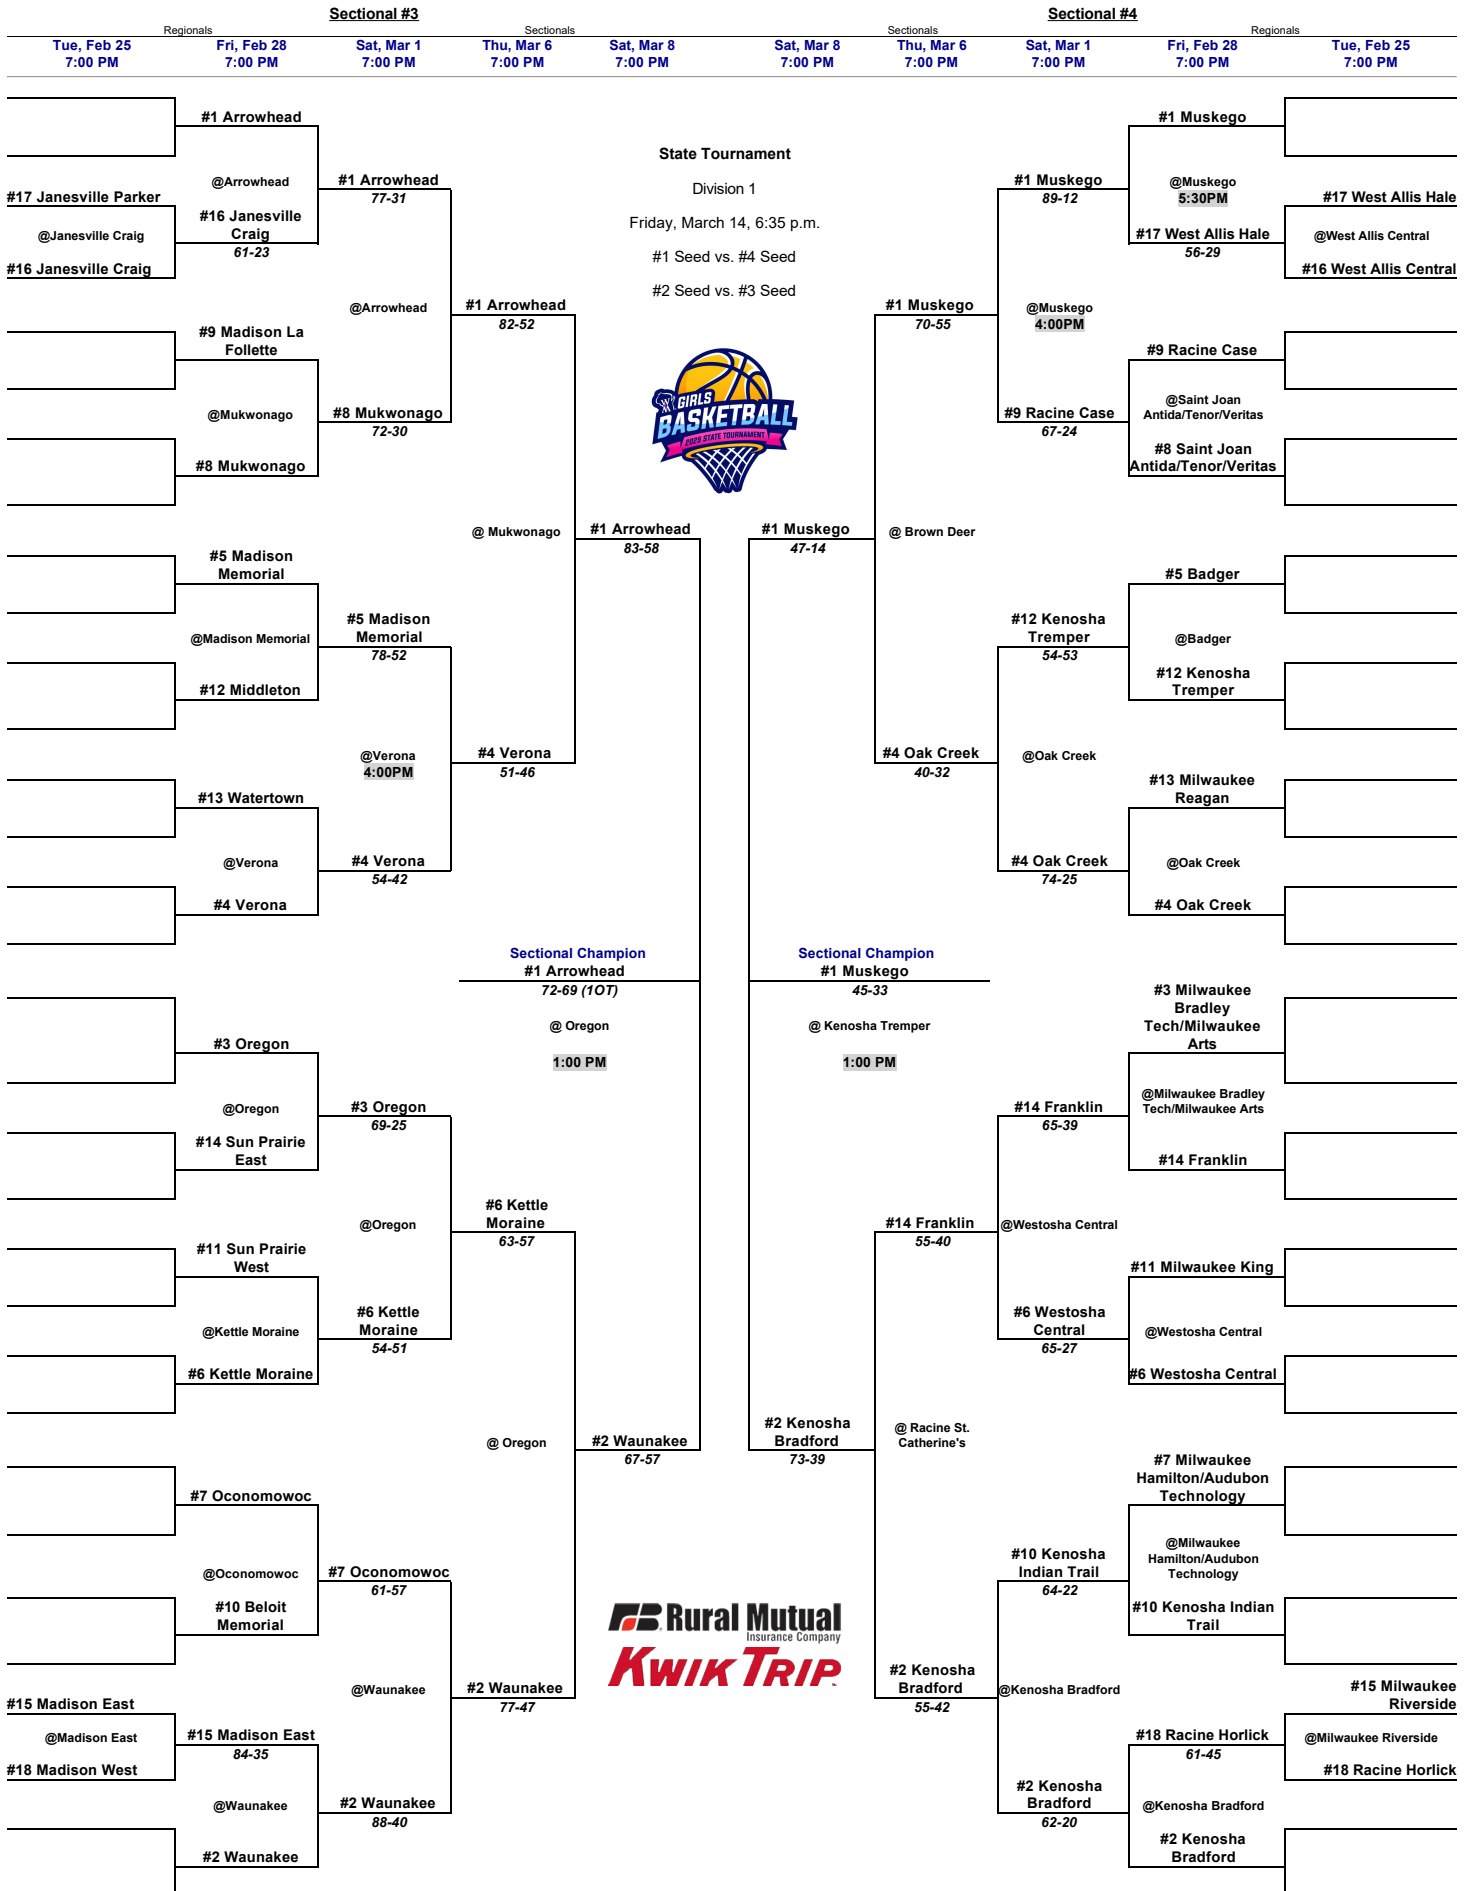 Sectional #3
Sectional #4
Regionals
Sectionals
Sectionals
Regionals
Tue, Feb 25
7:00 PM
Fri, Feb 28
7:00 PM
Sat, Mar 1
7:00 PM
Thu, Mar 6
7:00 PM
Sat, Mar 8
7:00 PM
Sat, Mar 8
7:00 PM
Thu, Mar 6
7:00 PM
Sat, Mar 1
7:00 PM
Fri, Feb 28
7:00 PM
Tue, Feb 25
7:00 PM
#17 Janesville Parker
@Janesville Craig
#16 Janesville Craig
#15 Madison East
@Madison East
#18 Madison West
#1 Arrowhead
@Arrowhead
#16 Janesville
Craig
61-23
#9 Madison La
Follette
@Mukwonago
#8 Mukwonago
#5 Madison
Memorial
@Madison Memorial
#12 Middleton
#13 Watertown
@Verona
#4 Verona
#3 Oregon
@Oregon
#14 Sun Prairie
East
#11 Sun Prairie
West
@Kettle Moraine
#6 Kettle Moraine
#7 Oconomowoc
@Oconomowoc
#10 Beloit
Memorial
#15 Madison East
84-35
@Waunakee
#2 Waunakee
#1 Arrowhead
77-31
@Arrowhead
#8 Mukwonago
72-30
#5 Madison
Memorial
78-52
@Verona
4:00PM
#4 Verona
54-42
#3 Oregon
69-25
@Oregon
#6 Kettle
Moraine
54-51
#7 Oconomowoc
61-57
@Waunakee
#2 Waunakee
88-40
#1 Arrowhead
82-52
@ Mukwonago
#4 Verona
51-46
#6 Kettle
Moraine
63-57
@ Oregon
#2 Waunakee
77-47
#1 Arrowhead
83-58
#2 Waunakee
67-57
Sectional Champion
#1 Arrowhead
72-69 (1OT)
@ Oregon
1:00 PM
State Tournament
Division 1
Friday, March 14, 6:35 p.m.
#1 Seed vs. #4 Seed
#2 Seed vs. #3 Seed
GIRLS
BASKETBALL
2025 STATE TOURNAMENT
Rural Mutual
Insurance Company
KWIK TRIP
Sectional Champion
#1 Muskego
45-33
@ Kenosha Tremper
1:00 PM
#1 Muskego
47-14
#2 Kenosha
Bradford
73-39
#1 Muskego
70-55
@ Brown Deer
#4 Oak Creek
40-32
#14 Franklin
55-40
@ Racine St.
Catherine's
#2 Kenosha
Bradford
55-42
#1 Muskego
89-12
@Muskego
4:00PM
#9 Racine Case
67-24
#12 Kenosha
Tremper
54-53
@Oak Creek
#4 Oak Creek
74-25
#14 Franklin
65-39
@Westosha Central
#6 Westosha
Central
65-27
#10 Kenosha
Indian Trail
64-22
@Kenosha Bradford
#2 Kenosha
Bradford
62-20
#1 Muskego
@Muskego
5:30PM
#17 West Allis Hale
56-29
#9 Racine Case
@Saint Joan
Antida/Tenor/Veritas
#8 Saint Joan
Antida/Tenor/Veritas
#5 Badger
@Badger
#12 Kenosha
Tremper
#13 Milwaukee
Reagan
@Oak Creek
#4 Oak Creek
#3 Milwaukee
Bradley
Tech/Milwaukee
Arts
@Milwaukee Bradley
Tech/Milwaukee Arts
#14 Franklin
#11 Milwaukee King
@Westosha Central
#6 Westosha Central
#7 Milwaukee
Hamilton/Audubon
Technology
@Milwaukee
Hamilton/Audubon
Technology
#10 Kenosha Indian
Trail
#18 Racine Horlick
61-45
@Kenosha Bradford
#2 Kenosha
Bradford
#17 West Allis Hale
@West Allis Central
#16 West Allis Central
#15 Milwaukee
Riverside
@Milwaukee Riverside
#18 Racine Horlick